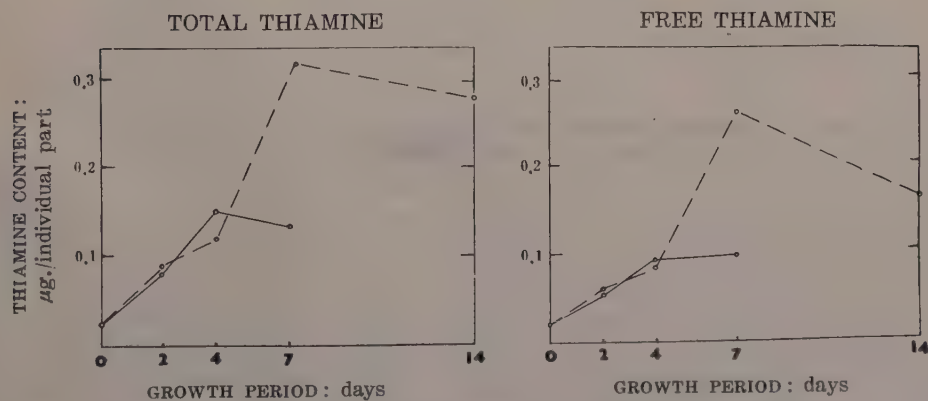 TOTAL THIAMINE
FREE THIAMINE
THIAMINE CONTENT :
μg./individual part
0,3
0,2
0,1
0 2 4 7 14
GROWTH PERIOD : days
0,3
0,2
0,1
0 2 4 7 14
GROWTH PERIOD : days